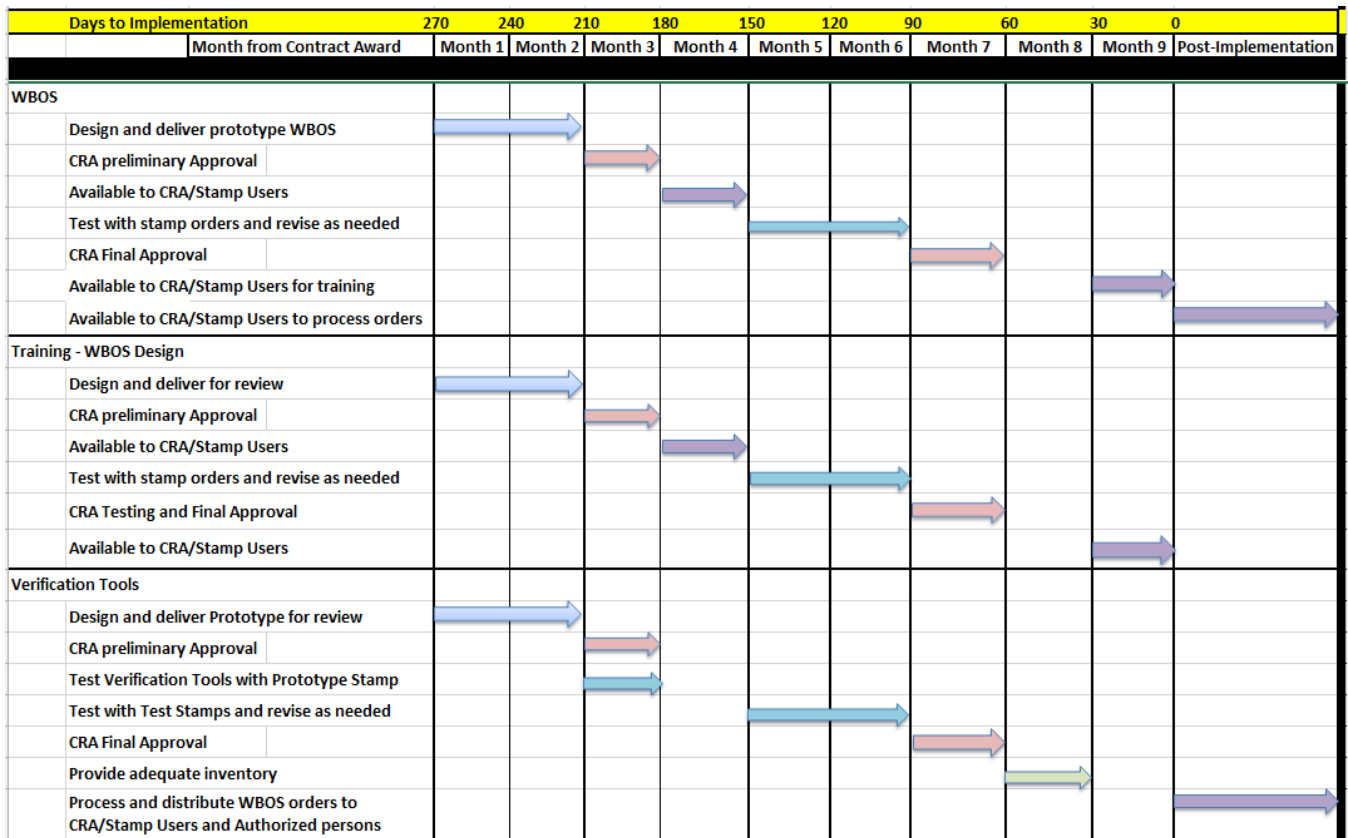 Days to Implementation 270 240 210 180 150 120 90 60 30 0
Month from Contract Award Month 1 Month 2 Month 3 Month 4 Month 5 Month 6 Month 7 Month 8 Month 9 Post-Implementation
WBOS
Design and deliver prototype WBOS
CRA preliminary Approval
Available to CRA/Stamp Users
Test with stamp orders and revise as needed
CRA Final Approval
Available to CRA/Stamp Users for training
Available to CRA/Stamp Users to process orders
Training - WBOS Design
Design and deliver for review
CRA preliminary Approval
Available to CRA/Stamp Users
Test with stamp orders and revise as needed
CRA Testing and Final Approval
Available to CRA/Stamp Users
Verification Tools
Design and deliver Prototype for review
CRA preliminary Approval
Test Verification Tools with Prototype Stamp
Test with Test Stamps and revise as needed
CRA Final Approval
Provide adequate inventory
Process and distribute WBOS orders to
CRA/Stamp Users and Authorized persons